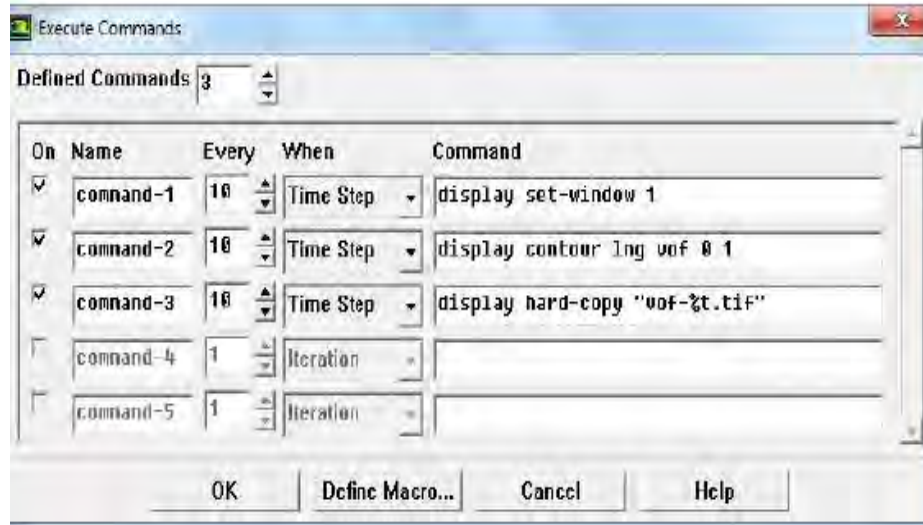 Execute Commands
Defined Commands 3
On Name Every When Command
command-1 10 Time Step display set-window 1
command-2 10 Time Step display contour lng vof 0 1
command-3 10 Time Step display hard-copy "vof-%t.tif"
command-4 1 Iteration
command-5 1 Iteration
OK Define Macro... Cancel Help